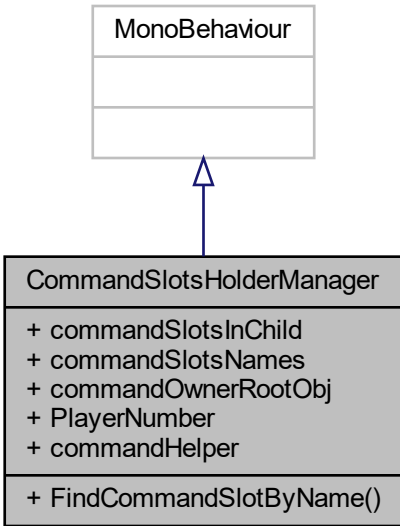 MonoBehaviour
CommandSlotsHolderManager
+ commandSlotsInChild
+ commandSlotsNames
+ commandOwnerRootObj
+ PlayerNumber
+ commandHelper
+ FindCommandSlotByName()